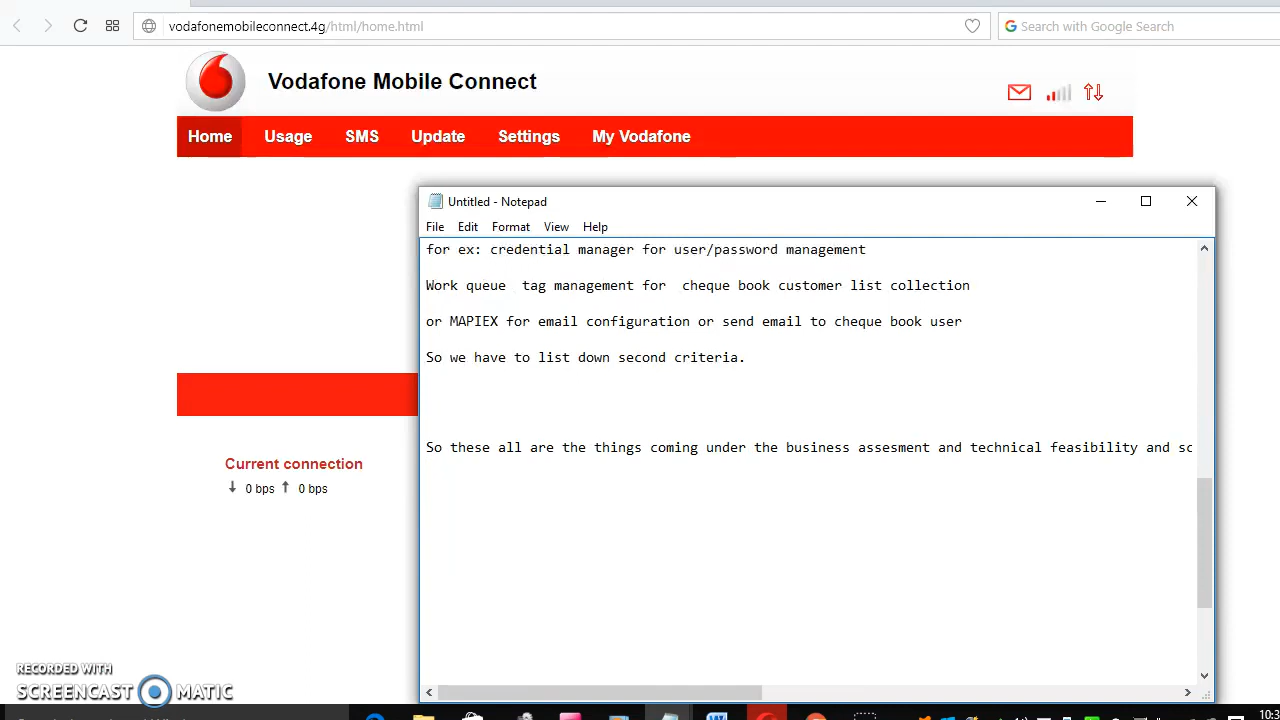 vodafonemobileconnect.4g/html/home.html
Search with Google Search
Vodafone Mobile Connect
Home Usage SMS Update Settings My Vodafone
Untitled - Notepad
File Edit Format View Help
for ex: credential manager for user/password management
Work queue  tag management for  cheque book customer list collection
or MAPIEX for email configuration or send email to cheque book user
So we have to list down second criteria.
So these all are the things coming under the business assesment and technical feasibility and sc
Current connection
0 bps 0 bps
RECORDED WITH
SCREENCAST MATIC
10:3